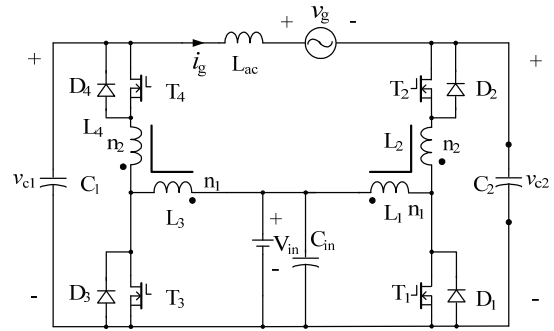 + v_g -
i_g L_ac
+ D_4 T_4 T_2 D_2 +
L_4 n_2 L_2 n_2
v_c1 C_1 n_1 C_2 v_c2
L_3 L_1 n_1
+ V_in - C_in
- D_3 T_3 T_1 D_1 -